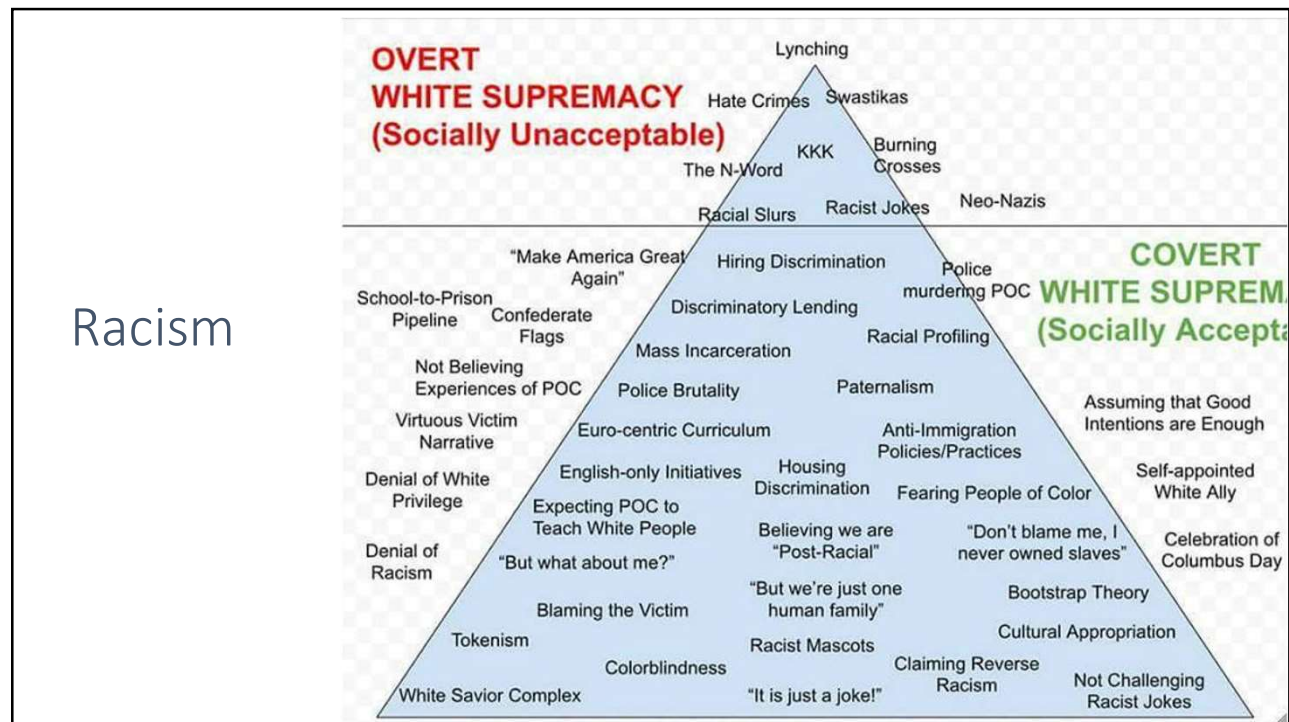 Racism
OVERT
WHITE SUPREMACY
(Socially Unacceptable)
Lynching
Hate Crimes
Swastikas
KKK
Burning
Crosses
The N-Word
Neo-Nazis
Racial Slurs
Racist Jokes
COVERT
WHITE SUPREMA
(Socially Accepta
"Make America Great
Again"
Hiring Discrimination
Police
murdering POC
School-to-Prison
Pipeline
Confederate
Flags
Discriminatory Lending
Racial Profiling
Mass Incarceration
Not Believing
Experiences of POC
Police Brutality
Paternalism
Assuming that Good
Intentions are Enough
Virtuous Victim
Narrative
Euro-centric Curriculum
Anti-Immigration
Policies/Practices
Denial of White
Privilege
English-only Initiatives
Housing
Discrimination
Fearing People of Color
Self-appointed
White Ally
Expecting POC to
Teach White People
Believing we are
"Post-Racial"
"Don't blame me, I
never owned slaves"
Celebration of
Columbus Day
Denial of
Racism
"But what about me?"
"But we're just one
human family"
Bootstrap Theory
Blaming the Victim
Tokenism
Racist Mascots
Cultural Appropriation
Colorblindness
Claiming Reverse
Racism
Not Challenging
Racist Jokes
White Savior Complex
"It is just a joke!"